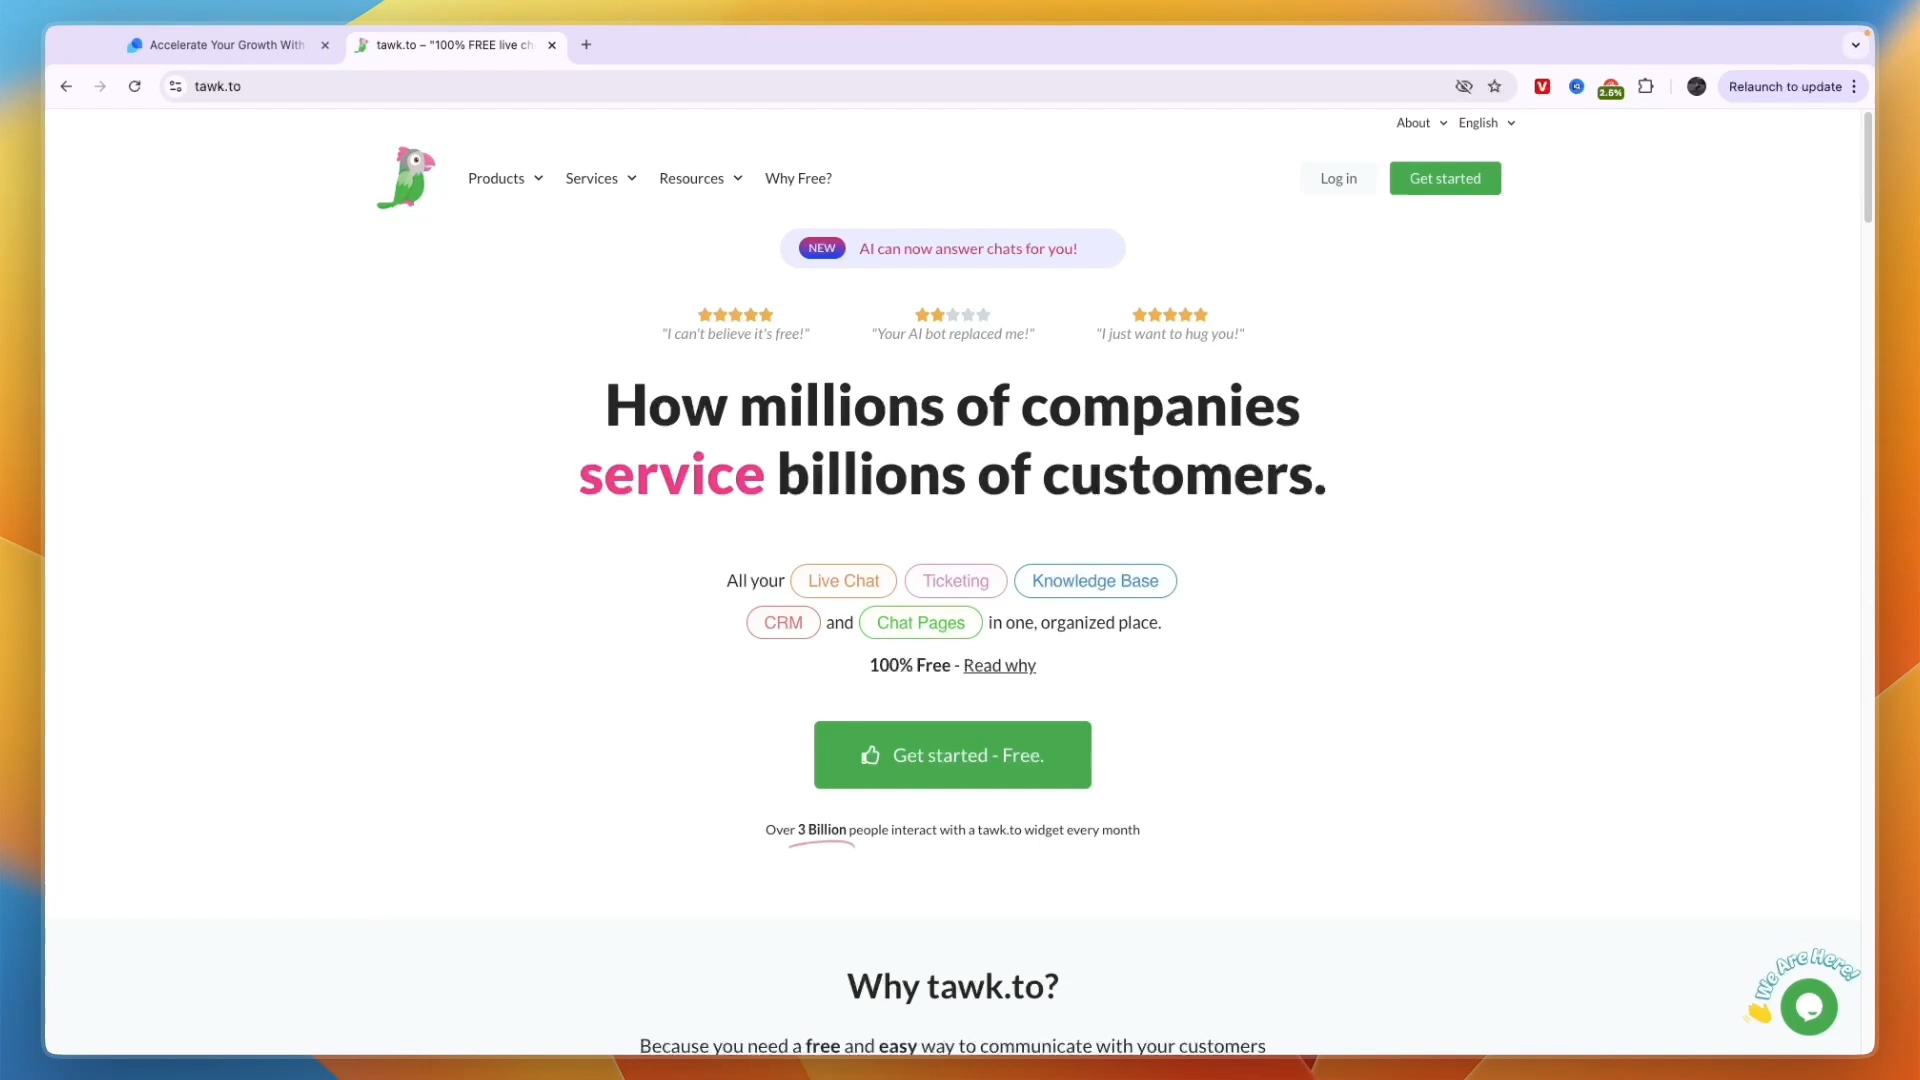 Accelerate Your Growth With
tawk.to – "100% FREE live ch
tawk.to
2.6%
Relaunch to update
About
English
Products
Services
Resources
Why Free?
Log in
Get started
NEW AI can now answer chats for you!
"I can't believe it's free!"
"Your AI bot replaced me!"
"I just want to hug you!"
How millions of companies
service billions of customers.
All your Live Chat Ticketing Knowledge Base
CRM and Chat Pages in one, organized place.
100% Free - Read why
Get started - Free.
Over 3 Billion people interact with a tawk.to widget every month
We Are Here!
Why tawk.to?
Because you need a free and easy way to communicate with your customers